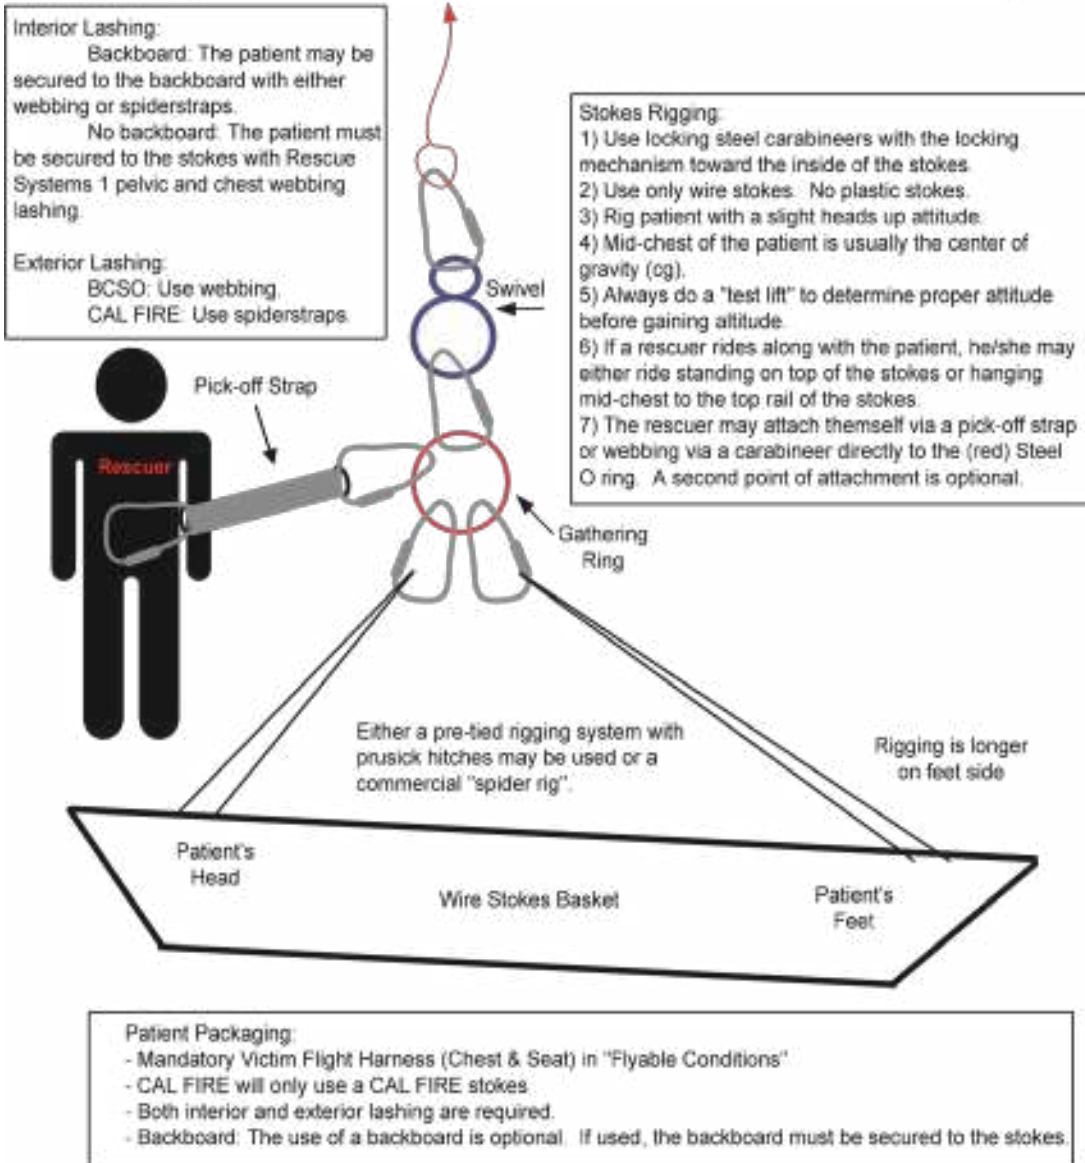 Interior Lashing:
Backboard: The patient may be
secured to the backboard with either
webbing or spiderstraps.
No backboard: The patient must
be secured to the stokes with Rescue
Systems 1 pelvic and chest webbing
lashing.
Exterior Lashing:
BCSO: Use webbing.
CAL FIRE: Use spiderstraps.
Stokes Rigging:
1) Use locking steel carabineers with the locking
mechanism toward the inside of the stokes
2) Use only wire stokes. No plastic stokes.
3) Rig patient with a slight heads up attitude.
4) Mid-chest of the patient is usually the center of
gravity (cg).
5) Always do a "test lift" to determine proper attitude
before gaining altitude.
6) If a rescuer rides along with the patient, he/she may
either ride standing on top of the stokes or hanging
mid-chest to the top rail of the stokes.
7) The rescuer may attach themself via a pick-off strap
or webbing via a carabineer directly to the (red) Steel
O ring. A second point of attachment is optional.
Swivel
Pick-off Strap
Rescuer
Gathering
Ring
Either a pre-tied rigging system with
prusick hitches may be used or a
commercial "spider rig".
Rigging is longer
on feet side
Patient's
Head
Wire Stokes Basket
Patient's
Feet
Patient Packaging:
- Mandatory Victim Flight Harness (Chest & Seat) in "Flyable Conditions"
- CAL FIRE will only use a CAL FIRE stokes
- Both interior and exterior lashing are required.
- Backboard: The use of a backboard is optional. If used, the backboard must be secured to the stokes.